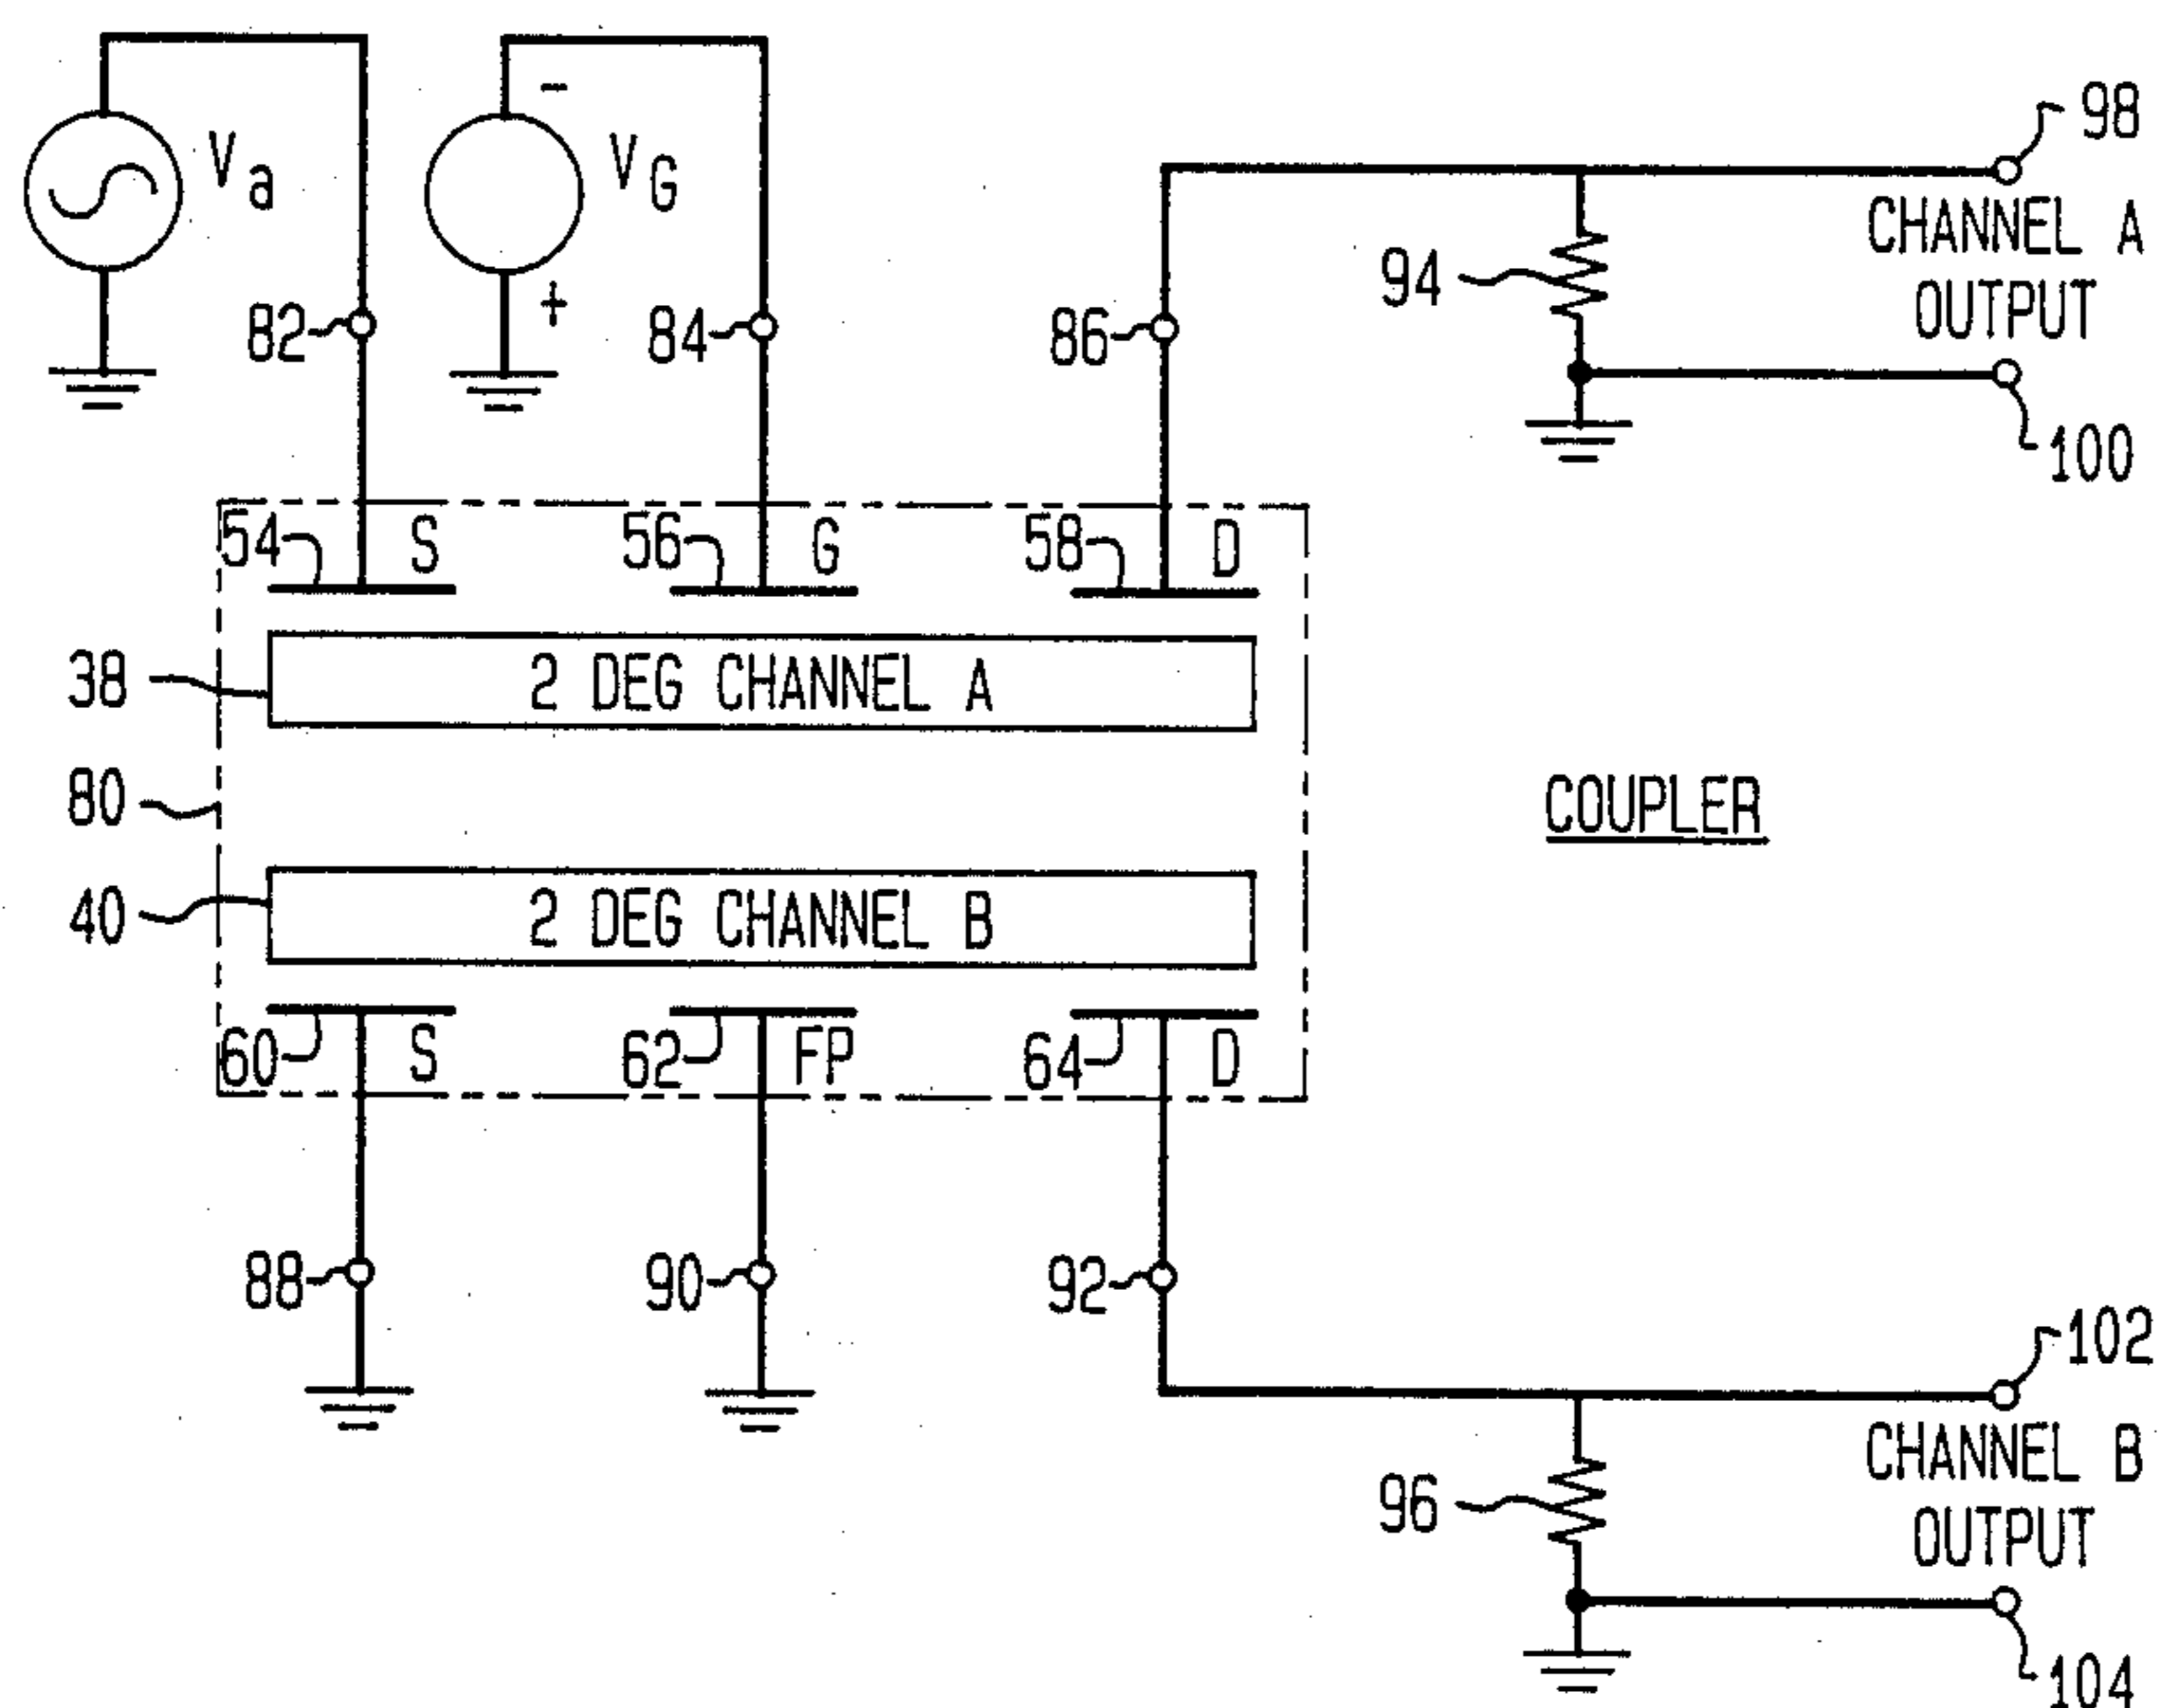 Va
-
VG
+
98
CHANNEL A
OUTPUT
94
82
84
86
100
54
S
56
G
58
D
38
2 DEG CHANNEL A
80
COUPLER
40
2 DEG CHANNEL B
60
S
62
FP
64
D
88
90
92
102
CHANNEL B
OUTPUT
96
104